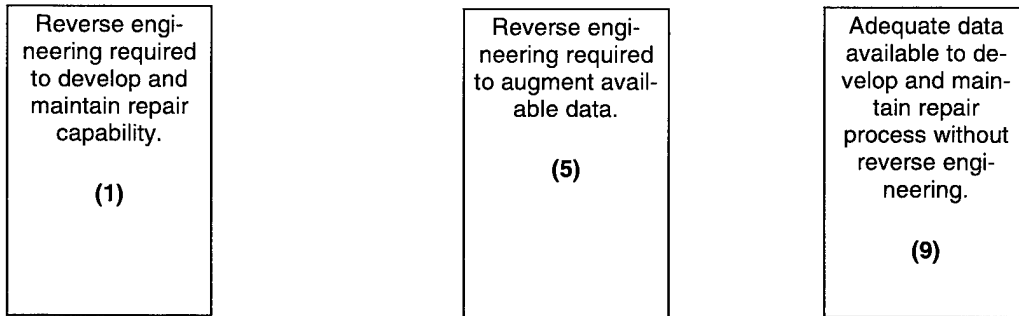 Reverse engi-
neering required
to develop and
maintain repair
capability.
(1)
Reverse engi-
neering required
to augment avail-
able data.
(5)
Adequate data
available to de-
velop and main-
tain repair
process without
reverse engi-
neering.
(9)